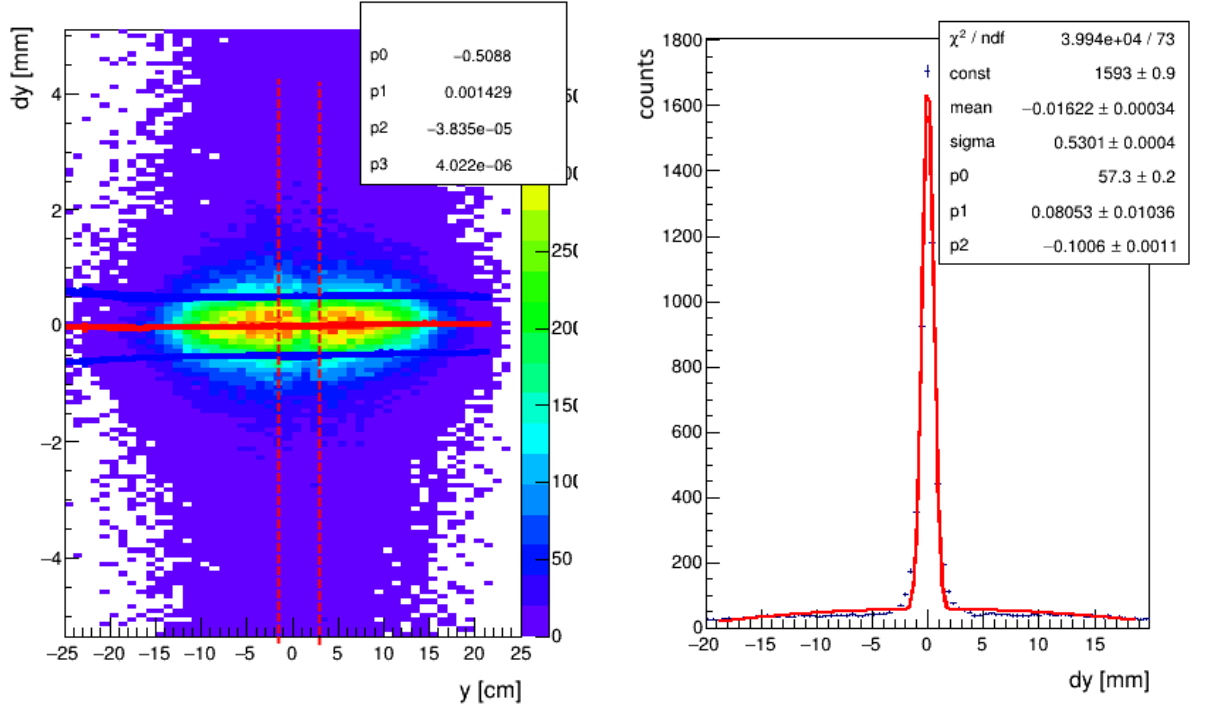 dy [mm]
4
2
0
−2
−4
−25 −20 −15 −10 −5 0 5 10 15 20 25
y [cm]
p0 −0.5088
p1 0.001429
p2 −3.835e−05
p3 4.022e−06
250
200
150
100
50
0
counts
1800
1600
1400
1200
1000
800
600
400
200
0
−20 −15 −10 −5 0 5 10 15
dy [mm]
χ² / ndf 3.994e+04 / 73
const 1593 ± 0.9
mean −0.01622 ± 0.00034
sigma 0.5301 ± 0.0004
p0 57.3 ± 0.2
p1 0.08053 ± 0.01036
p2 −0.1006 ± 0.0011